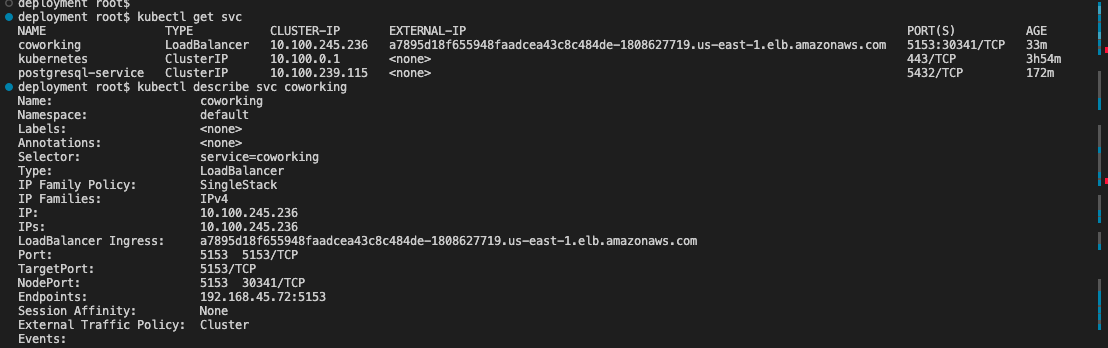 deployment root$
deployment root$ kubectl get svc
NAME TYPE CLUSTER-IP EXTERNAL-IP PORT(S) AGE
coworking LoadBalancer 10.100.245.236 a7895d18f655948faadcea43c8c484de-1808627719.us-east-1.elb.amazonaws.com 5153:30341/TCP 33m
kubernetes ClusterIP 10.100.0.1 <none> 443/TCP 3h54m
postgresql-service ClusterIP 10.100.239.115 <none> 5432/TCP 172m
deployment root$ kubectl describe svc coworking
Name: coworking
Namespace: default
Labels: <none>
Annotations: <none>
Selector: service=coworking
Type: LoadBalancer
IP Family Policy: SingleStack
IP Families: IPv4
IP: 10.100.245.236
IPs: 10.100.245.236
LoadBalancer Ingress: a7895d18f655948faadcea43c8c484de-1808627719.us-east-1.elb.amazonaws.com
Port: 5153 5153/TCP
TargetPort: 5153/TCP
NodePort: 5153 30341/TCP
Endpoints: 192.168.45.72:5153
Session Affinity: None
External Traffic Policy: Cluster
Events: